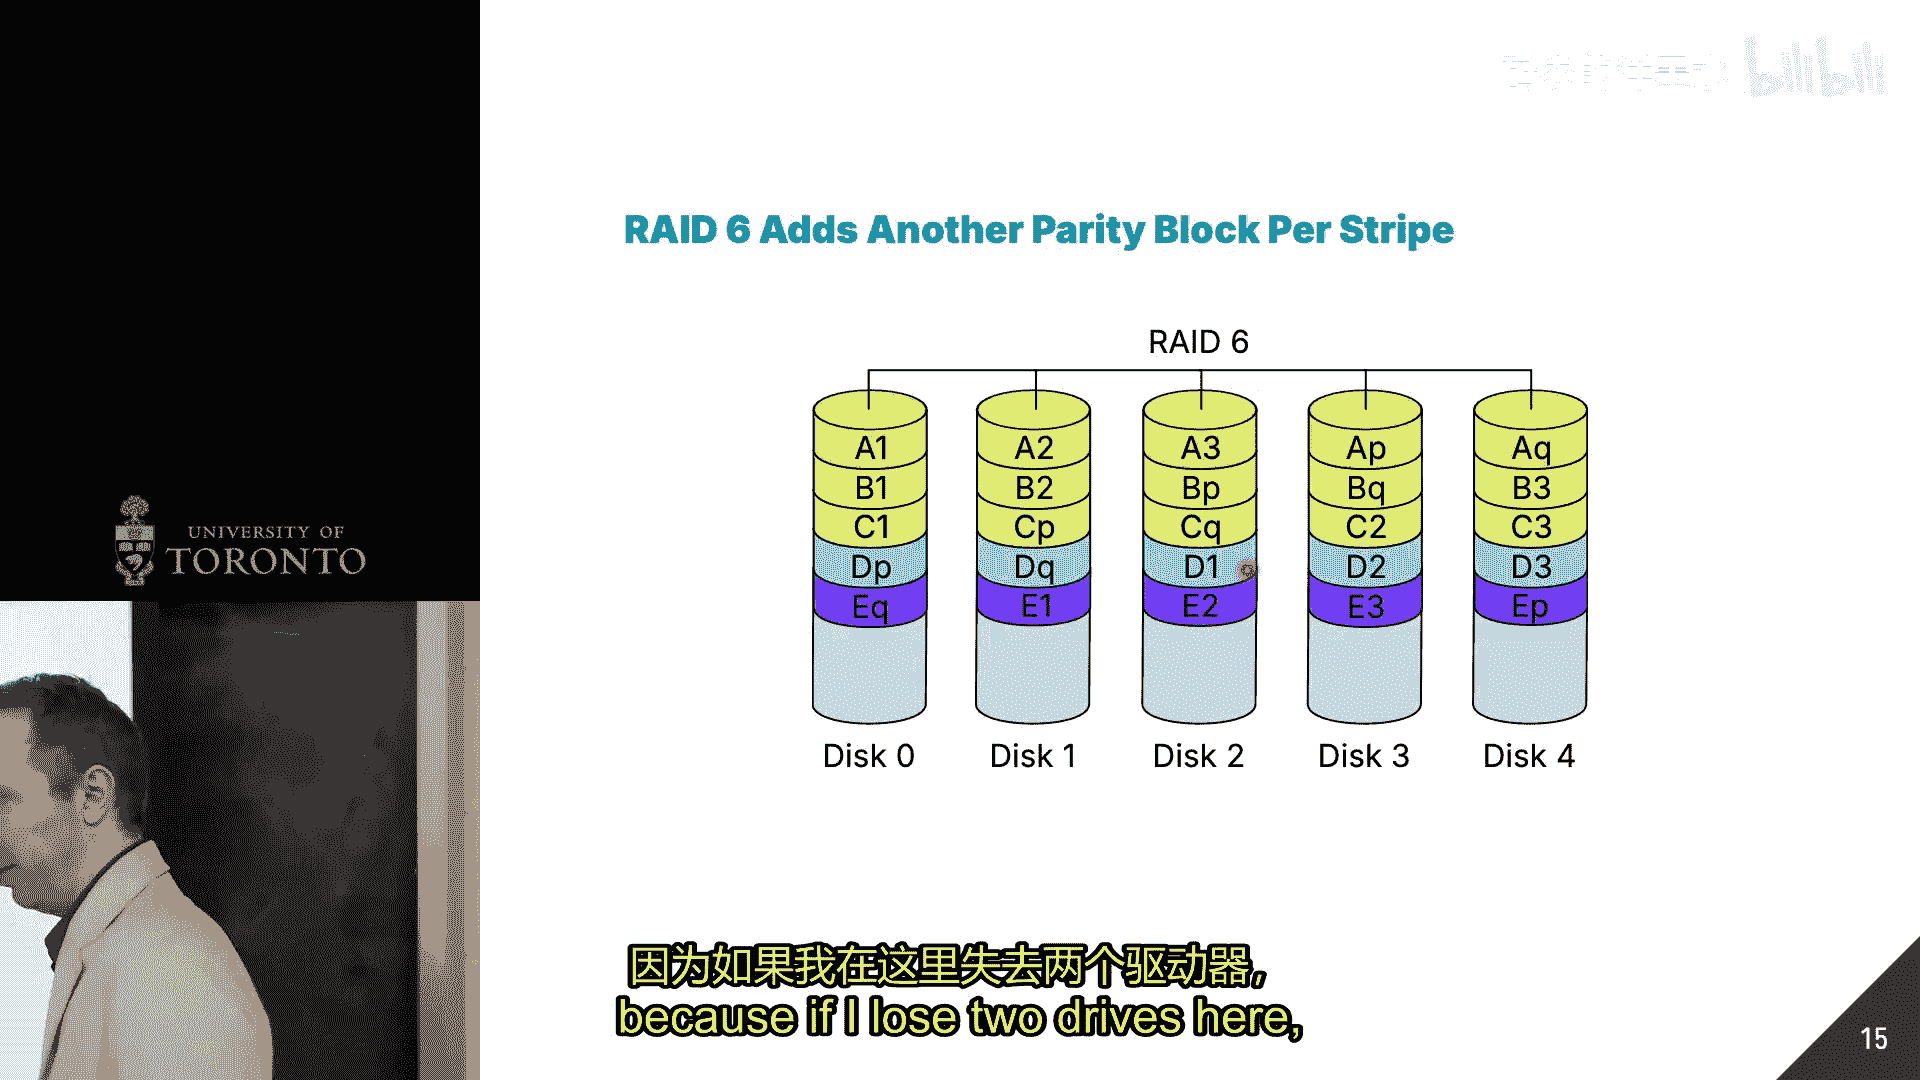 bilibili
RAID 6 Adds Another Parity Block Per Stripe
RAID 6
A1 A2 A3 Ap Aq
B1 B2 Bp Bq B3
C1 Cp Cq C2 C3
Dp Dq D1 D2 D3
Eq E1 E2 E3 Ep
Disk 0 Disk 1 Disk 2 Disk 3 Disk 4
UNIVERSITY OF
TORONTO
因为如果我在这里失去两个驱动器，
because if I lose two drives here,
15